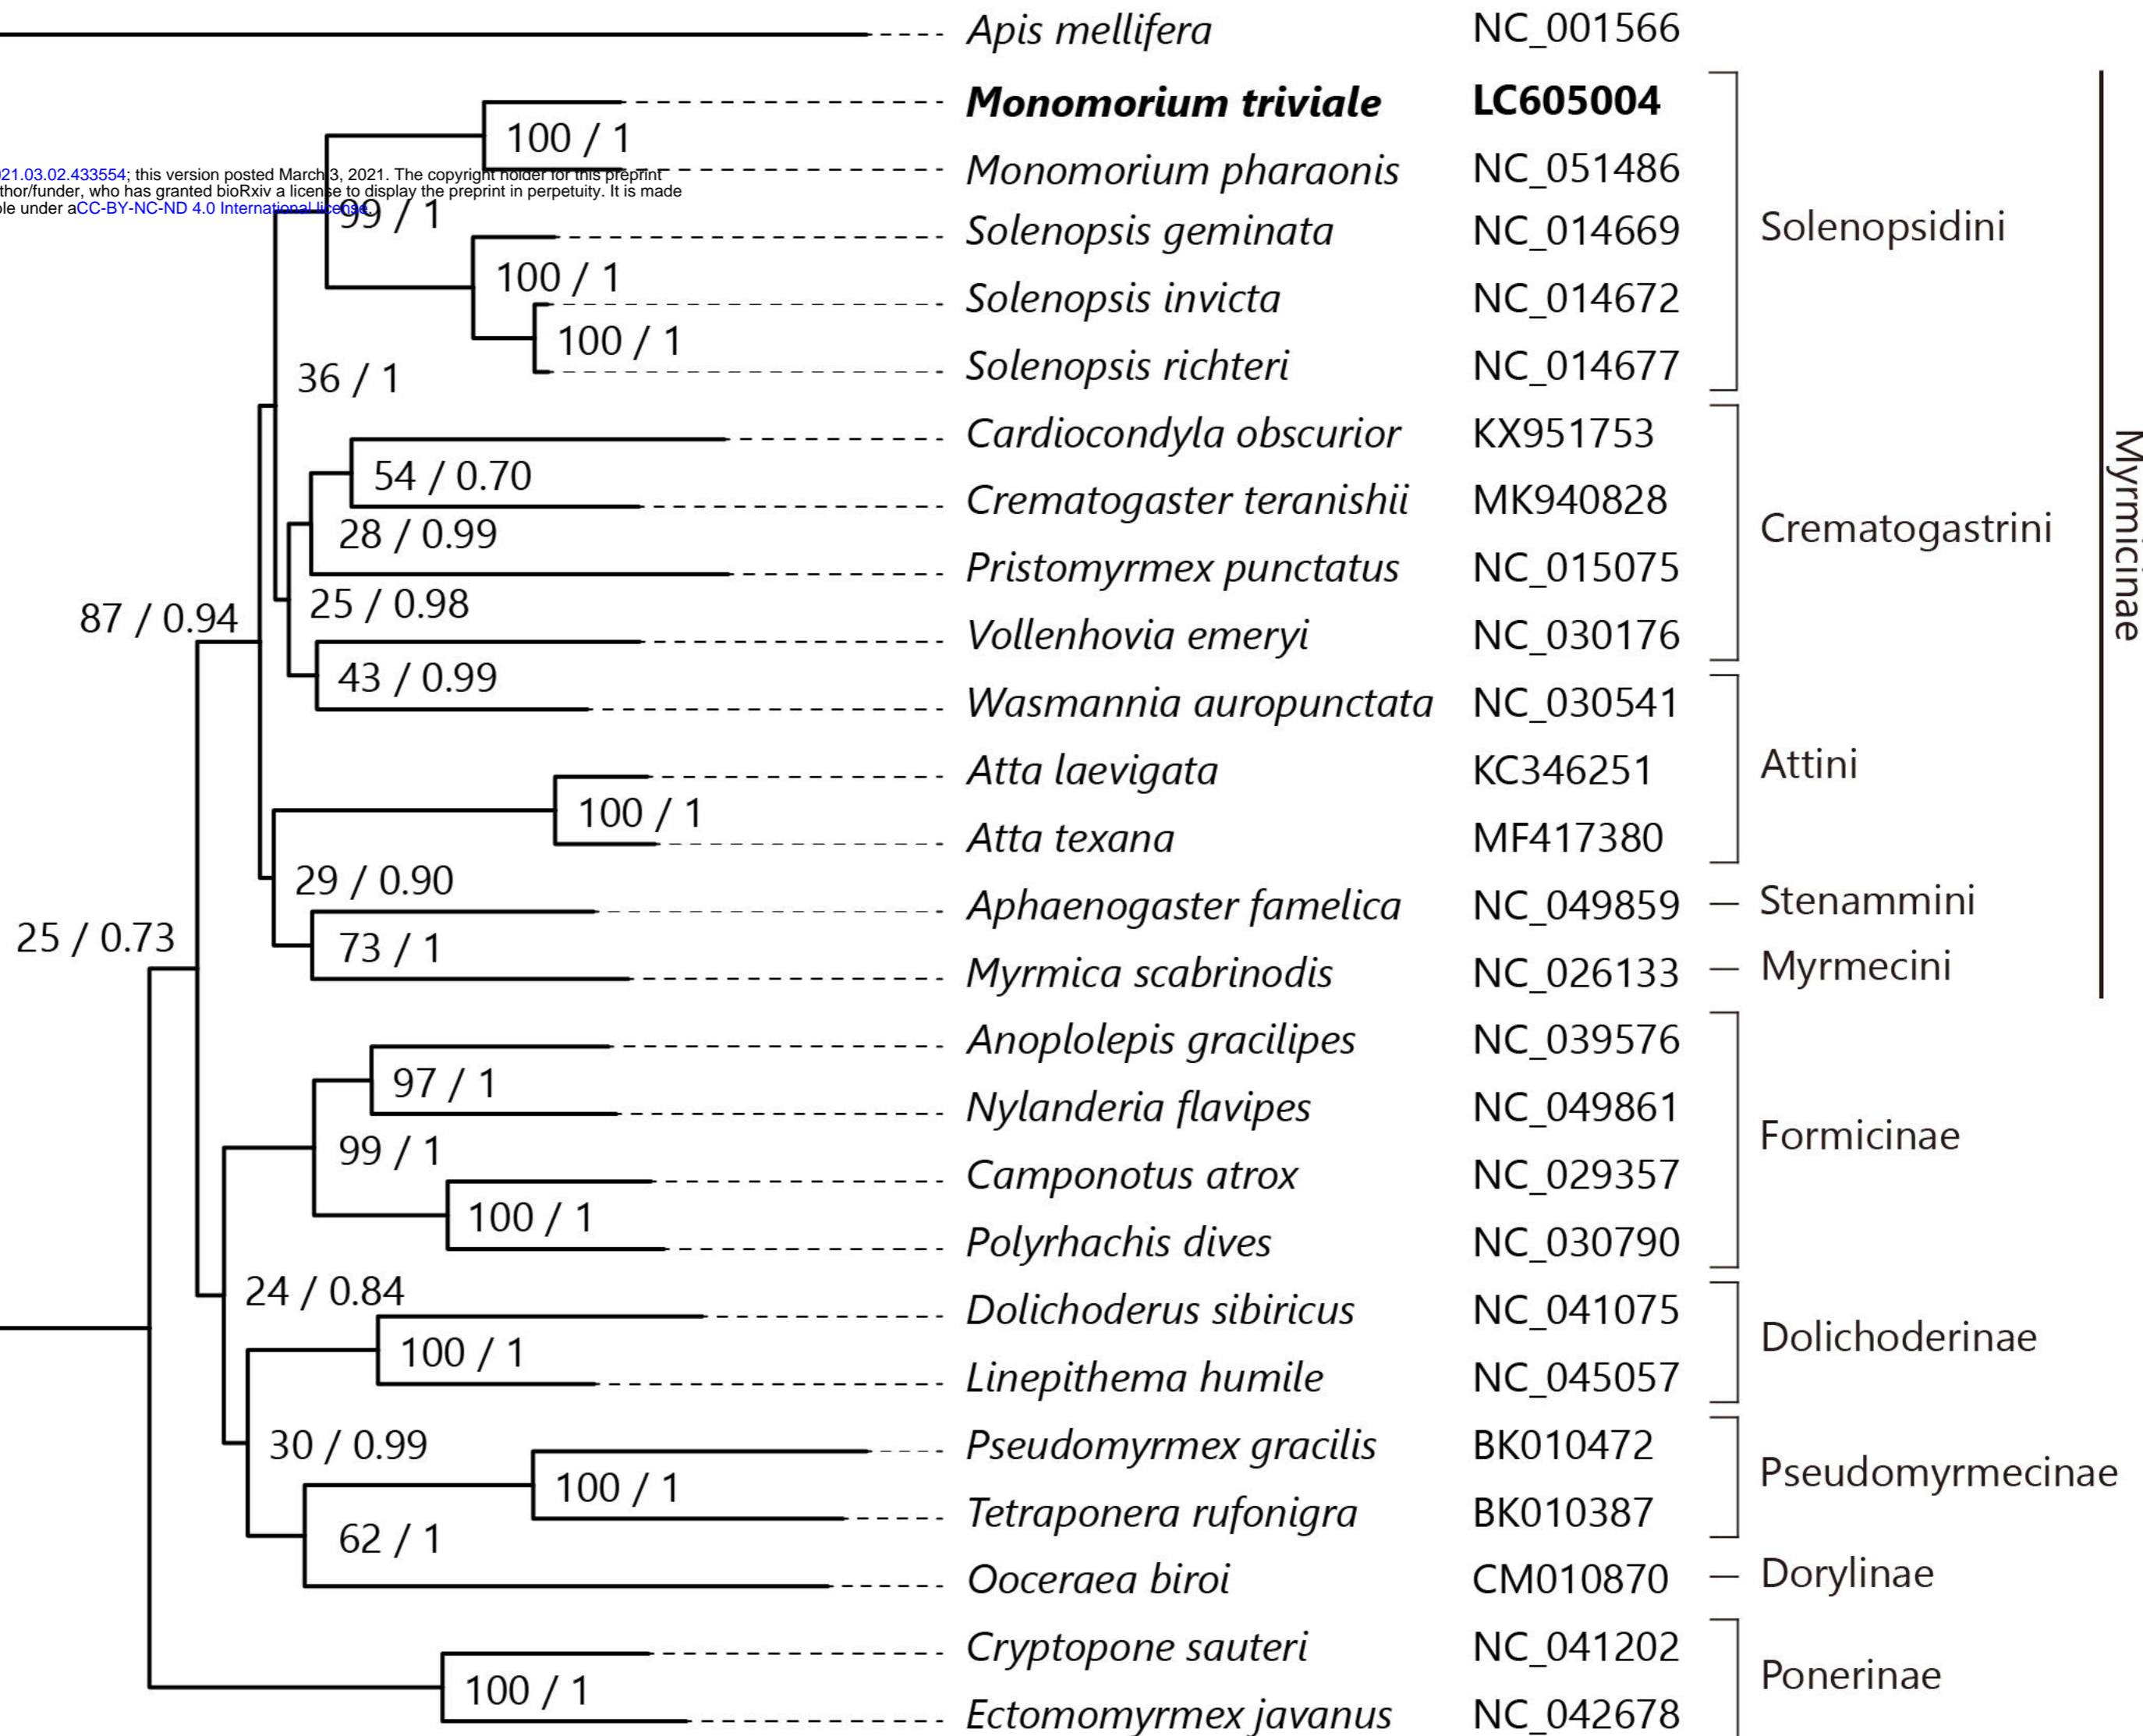 Apis mellifera NC_001566
Monomorium triviale LC605004
100 / 1
Monomorium pharaonis NC_051486
21.03.02.433554; this version posted March 3, 2021. The copyright holder for this preprint
thor/funder, who has granted bioRxiv a license to display the preprint in perpetuity. It is made
ble under aCC-BY-NC-ND 4.0 International license.
99 / 1
Solenopsis geminata NC_014669
Solenopsidini
100 / 1
Solenopsis invicta NC_014672
100 / 1
Solenopsis richteri NC_014677
36 / 1
Cardiocondyla obscurior KX951753
54 / 0.70
Crematogaster teranishii MK940828
Crematogastrini
28 / 0.99
Pristomyrmex punctatus NC_015075
Myrmicinae
25 / 0.98
87 / 0.94
Vollenhovia emeryi NC_030176
43 / 0.99
Wasmannia auropunctata NC_030541
Atta laevigata KC346251
Attini
100 / 1
Atta texana MF417380
29 / 0.90
Aphaenogaster famelica NC_049859 Stenammini
25 / 0.73
73 / 1
Myrmica scabrinodis NC_026133 Myrmecini
Anoplolepis gracilipes NC_039576
97 / 1
Nylanderia flavipes NC_049861
Formicinae
99 / 1
Camponotus atrox NC_029357
100 / 1
Polyrhachis dives NC_030790
24 / 0.84
Dolichoderus sibiricus NC_041075
Dolichoderinae
100 / 1
Linepithema humile NC_045057
30 / 0.99
Pseudomyrmex gracilis BK010472
Pseudomyrmecinae
100 / 1
Tetraponera rufonigra BK010387
62 / 1
Ooceraea biroi CM010870 Dorylinae
Cryptopone sauteri NC_041202
Ponerinae
100 / 1
Ectomomyrmex javanus NC_042678